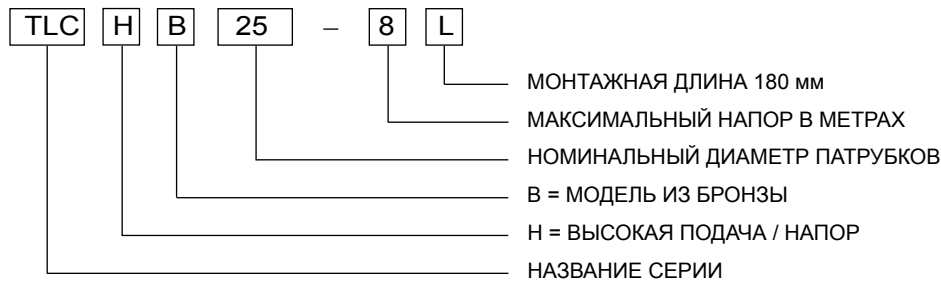 TLC H B 25 – 8 L
МОНТАЖНАЯ ДЛИНА 180 мм
МАКСИМАЛЬНЫЙ НАПОР В МЕТРАХ
НОМИНАЛЬНЫЙ ДИАМЕТР ПАТРУБКОВ
B = МОДЕЛЬ ИЗ БРОНЗЫ
H = ВЫСОКАЯ ПОДАЧА / НАПОР
НАЗВАНИЕ СЕРИИ